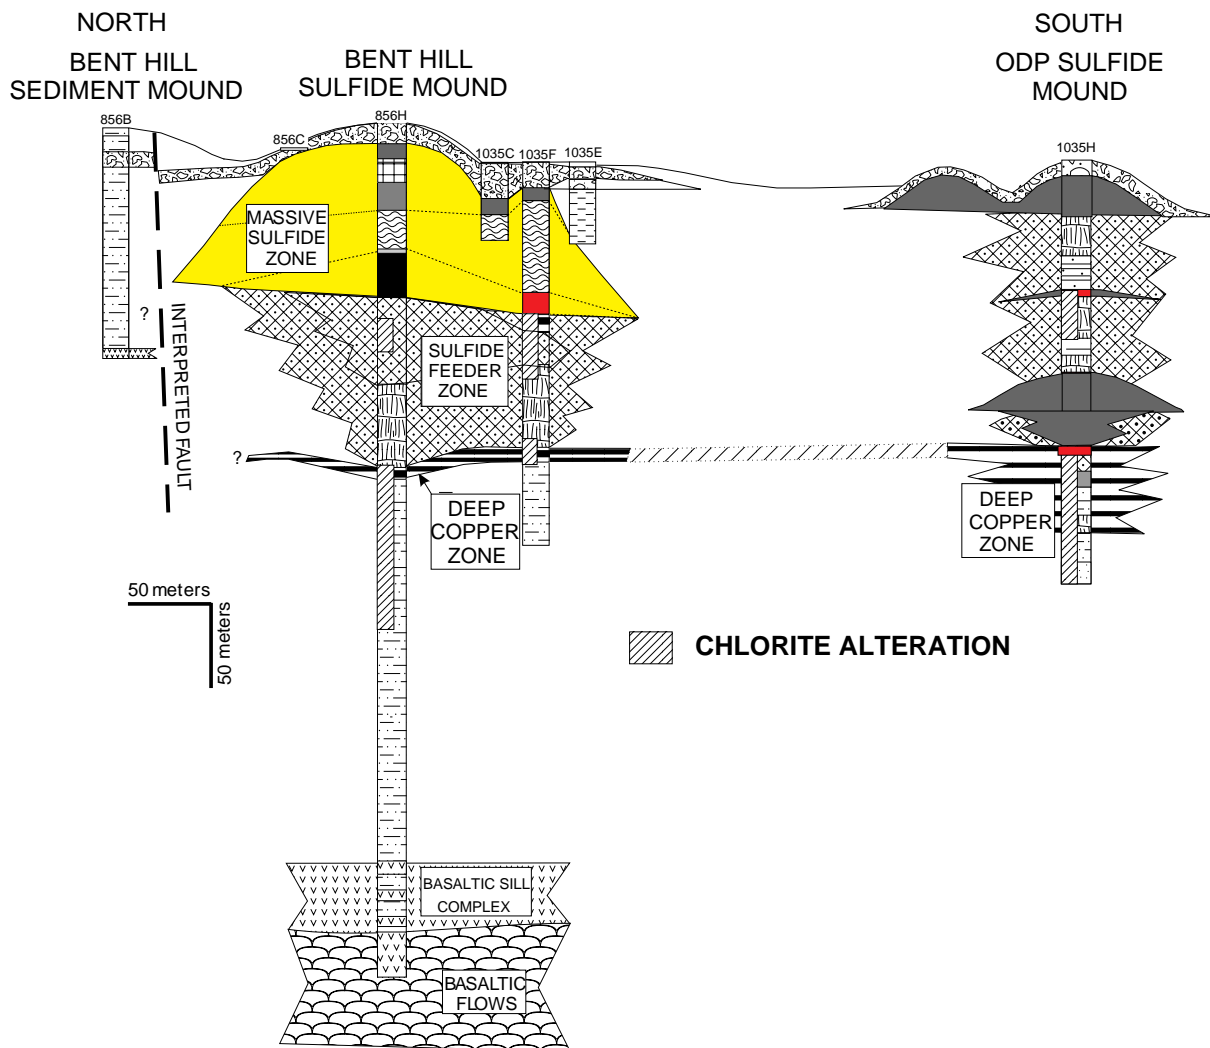 NORTH
SOUTH
BENT HILL
SEDIMENT MOUND
BENT HILL
SULFIDE MOUND
ODP SULFIDE
MOUND
856B
856C
856H
1035C
1035F
1035E
1035H
MASSIVE
SULFIDE
ZONE
?
INTERPRETED FAULT
SULFIDE
FEEDER
ZONE
?
DEEP
COPPER
ZONE
DEEP
COPPER
ZONE
50 meters
50 meters
CHLORITE ALTERATION
BASALTIC SILL
COMPLEX
BASALTIC
FLOWS